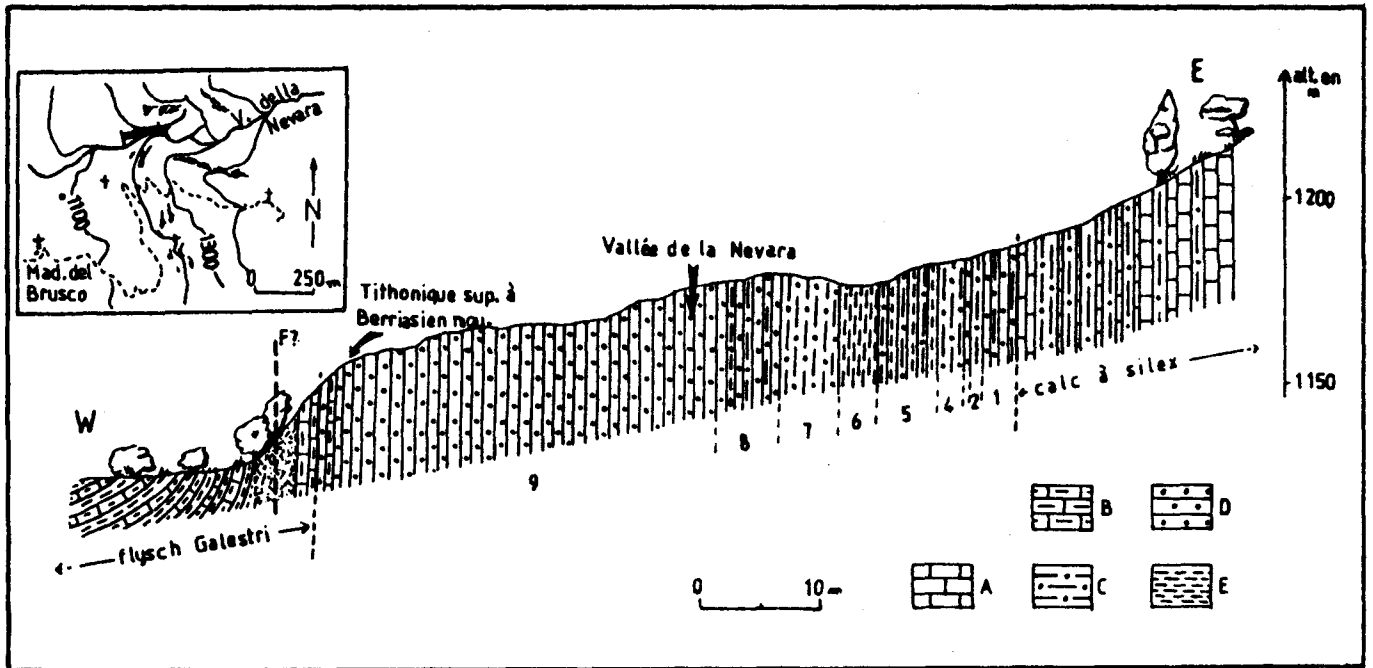 V. della
Nevara
1100
1300
N
Mad. del
Brusco
0 250m
E
alt. en
m
1200
1150
Vallée de la Nevara
Tithonique sup. à
Berriasien moy.
F?
W
8 7 6 5 4 2 1
calc à silex
9
flysch Galestri
0 10m
A
B
C
D
E